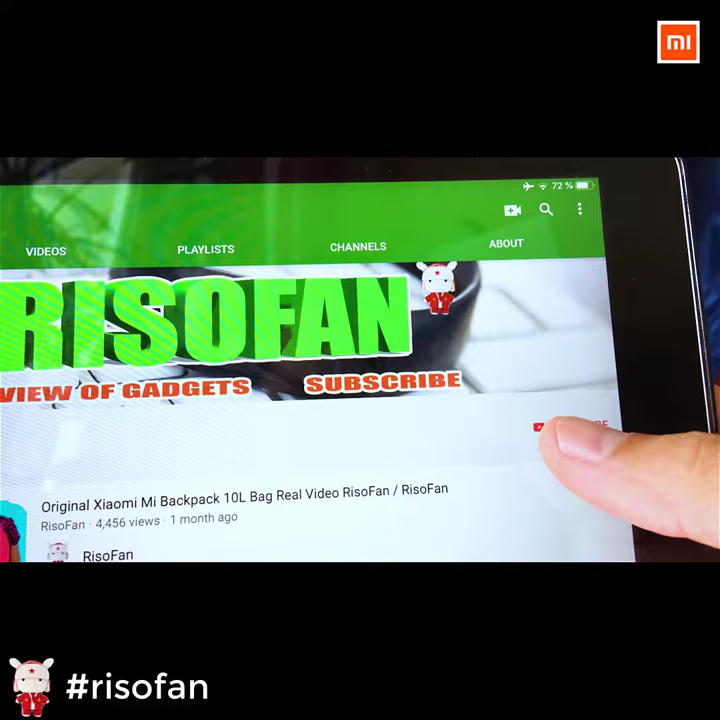 mi
72 %
VIDEOS PLAYLISTS CHANNELS ABOUT
RISOFAN
VIEW OF GADGETS SUBSCRIBE
Original Xiaomi Mi Backpack 10L Bag Real Video RisoFan / RisoFan
RisoFan · 4,456 views · 1 month ago
RisoFan
#risofan